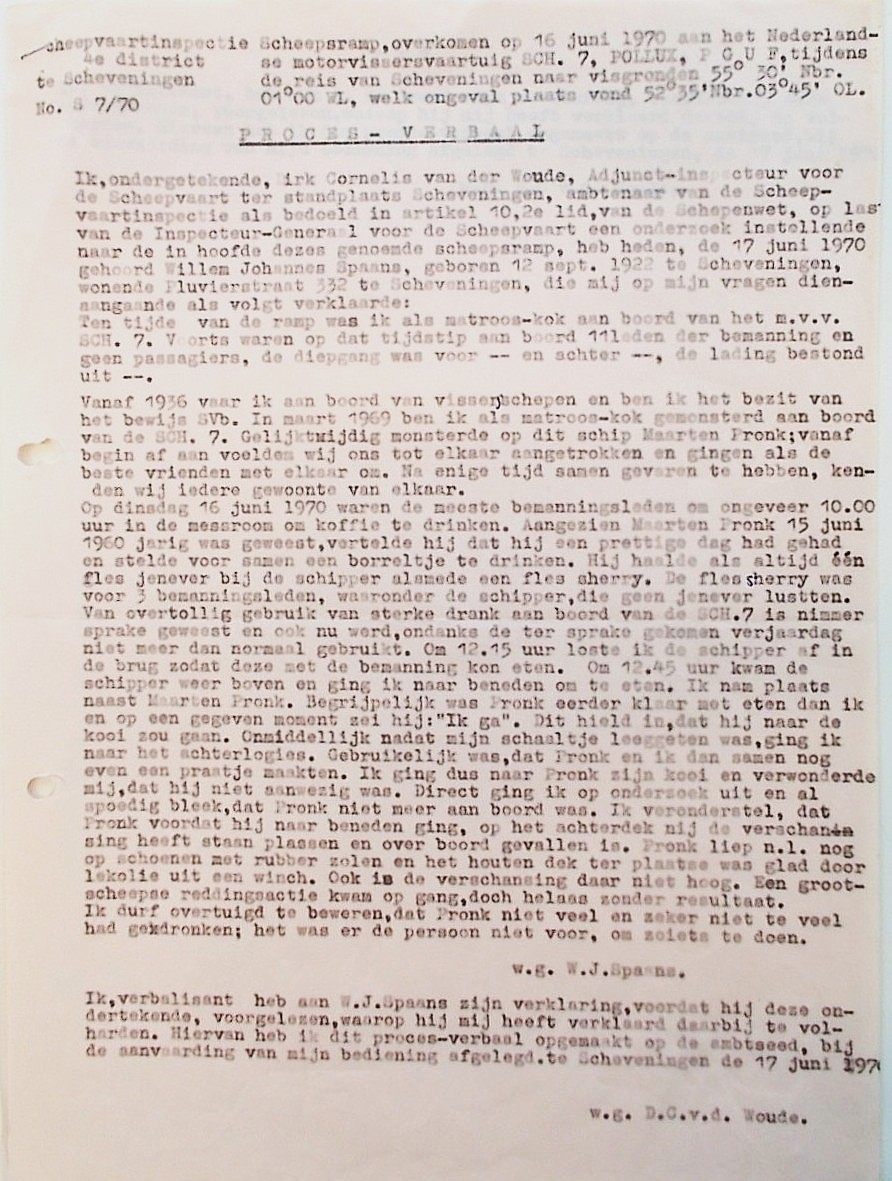 Scheepvaartinspectie Scheepsramp,overkomen op 16 juni 1970 aan het Nederland-
4e district se motorvissersvaartuig SCH. 7, POLLUX, P G U F,tijdens
te Scheveningen de reis van Scheveningen naar visgronden 55° 30' Nbr.
No. S 7/70 01°00 WL, welk ongeval plaats vond 52°35'Nbr.03°45' OL.
PROCES - VERBAAL
Ik,ondergetekende, Dirk Cornelis van der Woude, Adjunct-inspecteur voor
de Scheepvaart ter standplaats Scheveningen, ambtenaar van de Scheep-
vaartinspectie als bedoeld in artikel 10,2e lid,van de Schepenwet, op las
van de Inspecteur-Generaal voor de Scheepvaart een onderzoek instellende
naar de in hoofde dezes genoemde scheepsramp, heb heden, de 17 juni 1970
gehoord Willem Johannes Spaans, geboren 12 sept. 1922 te Scheveningen,
wonende Pluvierstraat 332 te Scheveningen, die mij op mijn vragen dien-
aangaande als volgt verklaarde:
Ten tijde van de ramp was ik als matroos-kok aan boord van het m.v.v.
SCH. 7. Voorts waren op dat tijdstip aan boord 11leden der bemanning en
geen passagiers, de diepgang was voor -- en achter --, de lading bestond
uit --.
Vanaf 1936 vaar ik aan boord van vissersschepen en ben ik het bezit van
het bewijs SVb. In maart 1969 ben ik als matroos-kok gemonsterd aan boord
van de SCH. 7. Gelijktmijdig monsterde op dit schip Maarten Pronk;vanaf
begin af aan voelden wij ons tot elkaar aangetrokken en gingen als de
beste vrienden met elkaar om. Na enige tijd samen gevaren te hebben, ken-
den wij iedere gewoonte van elkaar.
Op dinsdag 16 juni 1970 waren de meeste bemanningsleden om ongeveer 10.00
uur in de messroom om koffie te drinken. Aangezien Maarten Pronk 15 juni
1960 jarig was geweest,vertelde hij dat hij een prettige dag had gehad
en stelde voor samen een borreltje te drinken. Hij haalde als altijd één
fles jenever bij de schipper alsmede een fles sherry. De fles sherry was
voor 3 bemanningsleden, waaronder de schipper,die geen jenever lustten.
Van overtollig gebruik van sterke drank aan boord van de SCH.7 is nimmer
sprake geweest en ook nu werd,ondanks de ter sprake gekomen verjaardag
niet meer dan normaal gebruikt. Om 12.15 uur loste ik de schipper af in
de brug zodat deze met de bemanning kon eten. Om 12.45 uur kwam de
schipper weer boven en ging ik naar beneden om te eten. Ik nam plaats
naast Maarten Pronk. Begrijpelijk was Pronk eerder klaar met eten dan ik
en op een gegeven moment zei hij:"Ik ga". Dit hield in,dat hij naar de
kooi zou gaan. Onmiddellijk nadat mijn schaaltje leeggeten was,ging ik
naar het achterlogies. Gebruikelijk was,dat Pronk en ik dan samen nog
even een praatje maakten. Ik ging dus naar Pronk zijn kooi en verwonderde
mij,dat hij niet aanwezig was. Direct ging ik op onderzoek uit en al
spoedig bleek,dat Pronk niet meer aan boord was. Ik veronderstel, dat
Pronk voordat hij naar beneden ging, op het achterdek nij de verschan
sing heeft staan plassen en over boord gevallen is. Pronk liep n.l. nog
op schoenen met rubber zolen en het houten dek ter plaatse was glad door
lekolie uit een winch. Ook is de verschansing daar niet hoog. Een groot-
scheepse reddingsactie kwam op gang,doch helaas zonder resultaat.
Ik durf overtuigd te beweren,dat Pronk niet veel en zeker niet te veel
had gekdronken; het was er de persoon niet voor, om zoiets te doen.
w.g. W.J.Spaans.
Ik,verbalisant heb aan W.J.Spaans zijn verklaring,voordat hij deze on-
dertekende, voorgelezen,waarop hij mij heeft verklaard daarbij te vol-
harden. Hiervan heb ik dit proces-verbaal opgemaakt op de ambtseed, bij
de aanvaarding van mijn bediening afgelegd.te Scheveningen de 17 juni 1970
w.g. D.C.v.d. Woude.